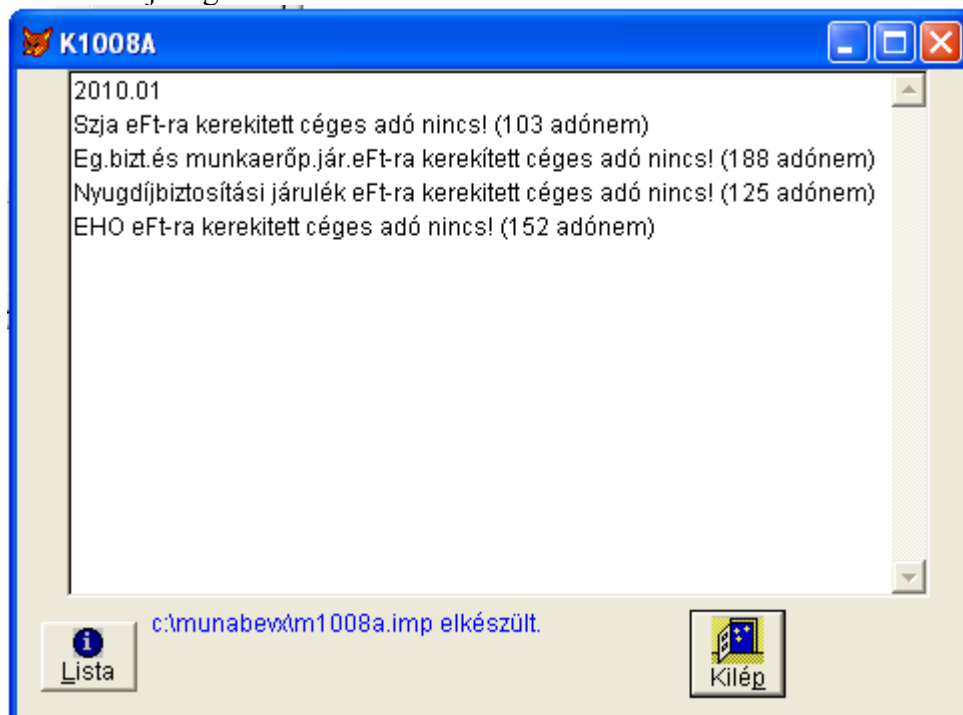 K1008A
2010.01
Szja eFt-ra kerekitett céges adó nincs! (103 adónem)
Eg.bizt.és munkaerőp.jár.eFt-ra kerekített céges adó nincs! (188 adónem)
Nyugdíjbiztosítási járulék eFt-ra kerekitett céges adó nincs! (125 adónem)
EHO eFt-ra kerekitett céges adó nincs! (152 adónem)
c:\munabevx\m1008a.imp elkészült.
Lista
Kilép